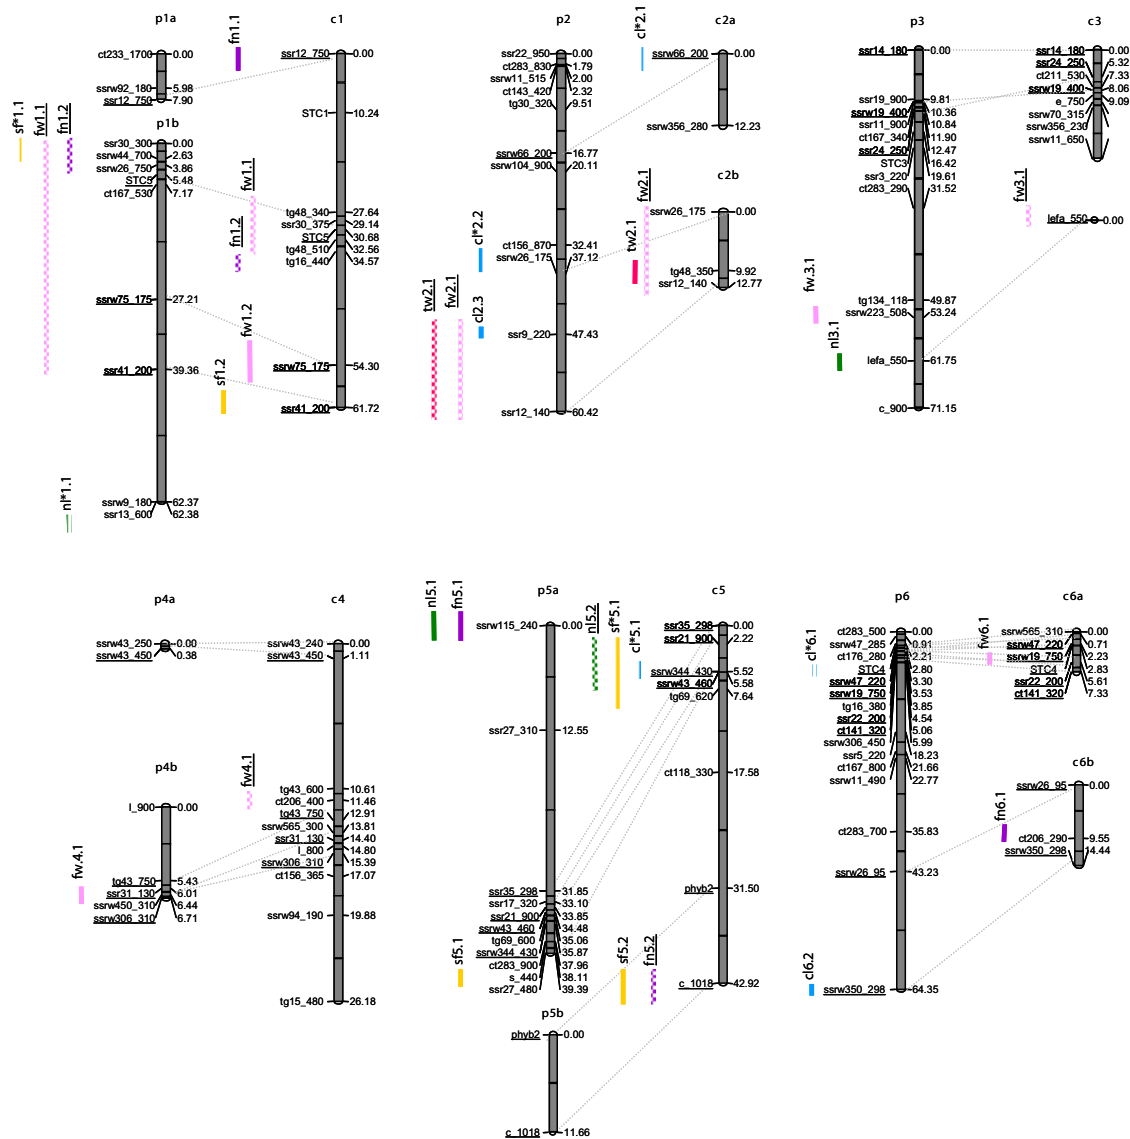 p1a
ct233_1700 0.00
ssrw92_180 5.98
ssr12_750 7.90
fn1.1
c1
ssr12_750 0.00
STC1 10.24
tg48_340 27.64
ssr30_375 29.14
STC5 30.68
tg48_510 32.56
tg16_440 34.57
ssrw75_175 54.30
ssr41_200 61.72
fw1.1
fn1.2
fw1.2
sf1.2
sf*1.1
fw1.1
fn1.2
p1b
ssr30_300 0.00
ssrw44_700 2.63
ssrw26_750 3.86
STC5 5.48
ct167_530 7.17
ssrw75_175 27.21
ssr41_200 39.36
ssrw9_180 62.37
ssr13_600 62.38
nl*1.1
p2
ssr22_950 0.00
ct283_830 1.79
ssrw11_515 2.00
ct143_420 2.32
tg30_320 9.51
ssrw66_200 16.77
ssrw104_900 20.11
ct156_870 32.41
ssrw26_175 37.12
ssr9_220 47.43
ssr12_140 60.42
cl*2.2
cl2.3
tw2.1
fw2.1
cl*2.1
c2a
ssrw66_200 0.00
ssrw356_280 12.23
c2b
ssrw26_175 0.00
tg48_350 9.92
ssr12_140 12.77
tw2.1
fw2.1
p3
ssr14_180 0.00
ssr19_900 9.81
ssrw19_400 10.36
ssr11_900 10.84
ct167_340 11.90
ssr24_250 12.47
STC3 16.42
ssr3_220 19.61
ct283_290 31.52
tg134_118 49.87
ssrw223_508 53.24
lefa_550 61.75
c_900 71.15
fw.3.1
nl3.1
c3
ssr14_180 0.00
ssr24_250 5.32
ct211_530 7.33
ssrw19_400 8.06
e_750 9.09
ssrw70_315
ssrw356_230
ssrw11_650
fw3.1
lefa_550 0.00
p4a
ssrw43_250 0.00
ssrw43_450 0.38
c4
ssrw43_240 0.00
ssrw43_450 1.11
tg43_600 10.61
ct206_400 11.46
tg43_750 12.91
ssrw565_300 13.81
ssr31_130 14.40
l_800 14.80
ssrw306_310 15.39
ct156_365 17.07
ssrw94_190 19.88
tg15_480 26.18
fw4.1
p4b
l_900 0.00
tg43_750 5.43
ssr31_130 6.01
ssrw450_310 6.44
ssrw306_310 6.71
fw.4.1
nl5.1
fn5.1
p5a
ssrw115_240 0.00
ssr27_310 12.55
ssr35_298 31.85
ssr17_320 33.10
ssr21_900 33.85
ssrw43_460 34.48
tg69_600 35.06
ssrw344_430 35.87
ct283_900 37.96
s_440 38.11
ssr27_480 39.39
sf5.1
p5b
phyb2 0.00
c_1018 11.66
nl5.2
sf*5.1
cl*5.1
c5
ssr35_298 0.00
ssr21_900 2.22
ssrw344_430 5.52
ssrw43_460 5.58
tg69_620 7.64
ct118_330 17.58
phyb2 31.50
c_1018 42.92
sf5.2
fn5.2
p6
ct283_500 0.00
ssrw47_285 0.91
ct176_280 2.21
STC4 2.80
ssrw47_220 3.30
ssrw19_750 3.53
tg16_380 3.85
ssr22_200 4.54
ct141_320 5.06
ssrw306_450 5.99
ssr5_220 18.23
ct167_800 21.66
ssrw11_490 22.77
ct283_700 35.83
ssrw26_95 43.23
ssrw350_298 64.35
cl*6.1
cl6.2
c6a
ssrw565_310 0.00
ssrw47_220 0.71
ssrw19_750 2.23
STC4 2.83
ssr22_200 5.61
ct141_320 7.33
fw6.1
c6b
ssrw26_95 0.00
ct206_290 9.55
ssrw350_298 14.44
fn6.1